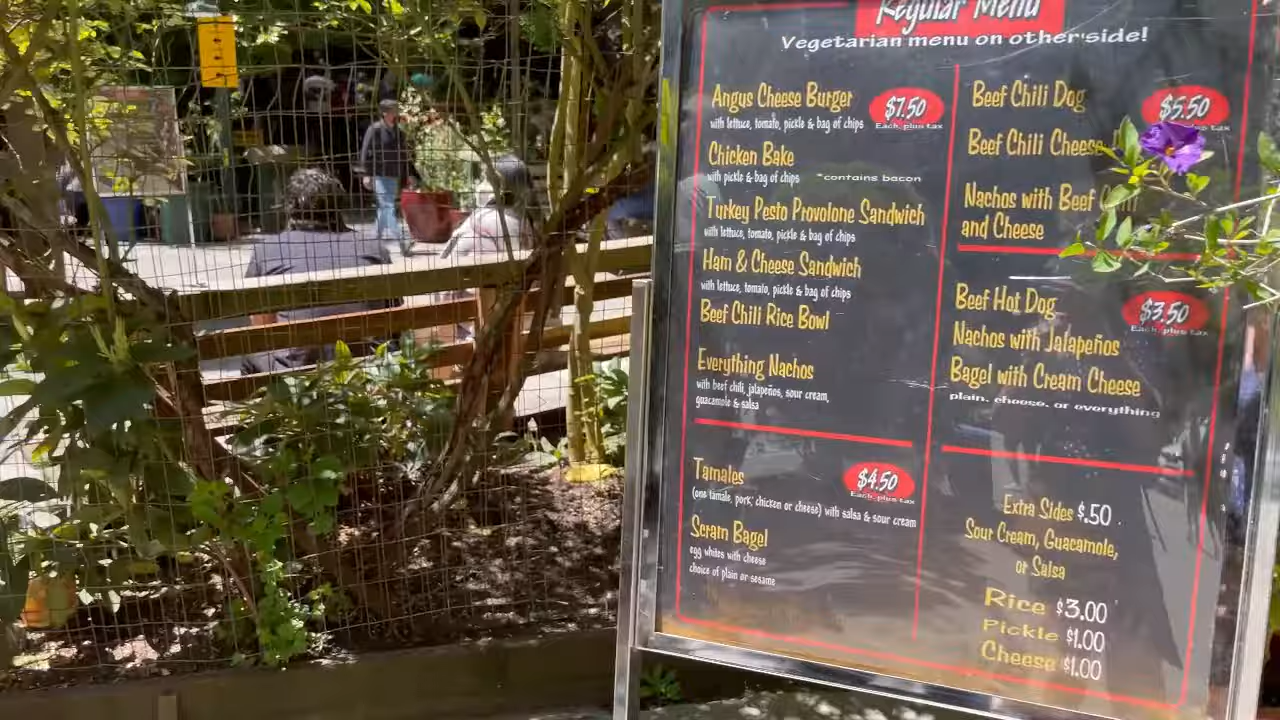 Regular Menu
Vegetarian menu on other side!
Angus Cheese Burger
with lettuce, tomato, pickle & bag of chips
$7.50
Each, plus tax
Chicken Bake
with pickle & bag of chips *contains bacon
Turkey Pesto Provolone Sandwich
with lettuce, tomato, pickle & bag of chips
Ham & Cheese Sandwich
with lettuce, tomato, pickle & bag of chips
Beef Chili Rice Bowl
Everything Nachos
with beef chili, jalapeños, sour cream,
guacamole & salsa
Tamales
$4.50
Each, plus tax
(one tamale, pork, chicken or cheese) with salsa & sour cream
Scram Bagel
egg whites with cheese
choice of plain or sesame
Beef Chili Dog
$5.50
tax
Beef Chili Cheese
Nachos with Beef
and Cheese
Beef Hot Dog
$3.50
Each, plus tax
Nachos with Jalapeños
Bagel with Cream Cheese
plain, cheese, or everything
Extra Sides $.50
Sour Cream, Guacamole,
or Salsa
Rice $3.00
Pickle $1.00
Cheese $1.00